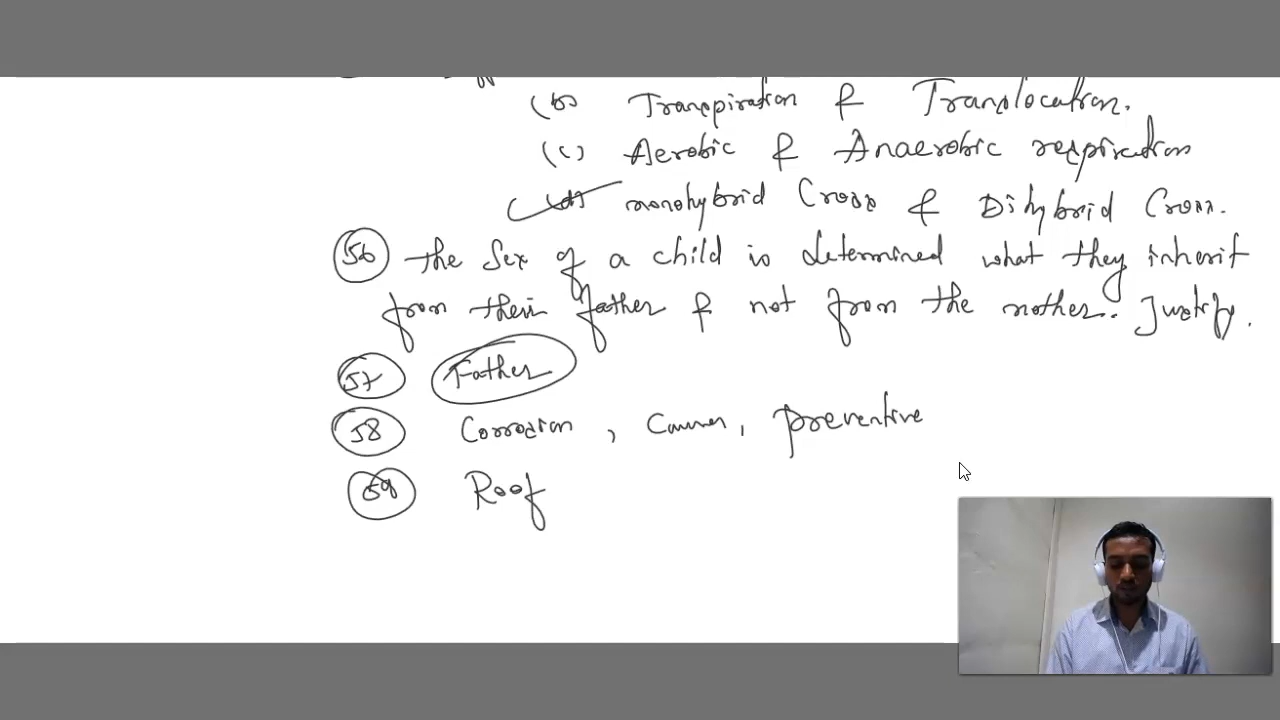 (b) Transpiration & Translocation.
(c) Aerobic & Anaerobic respiration
(d) monohybrid Cross & Dihybrid Cross.
56 the Sex of a child is determined what they inherit
from their father & not from the mother. Justify.
57 Father
58 Corrosion, Causes, preventive
59 Roof